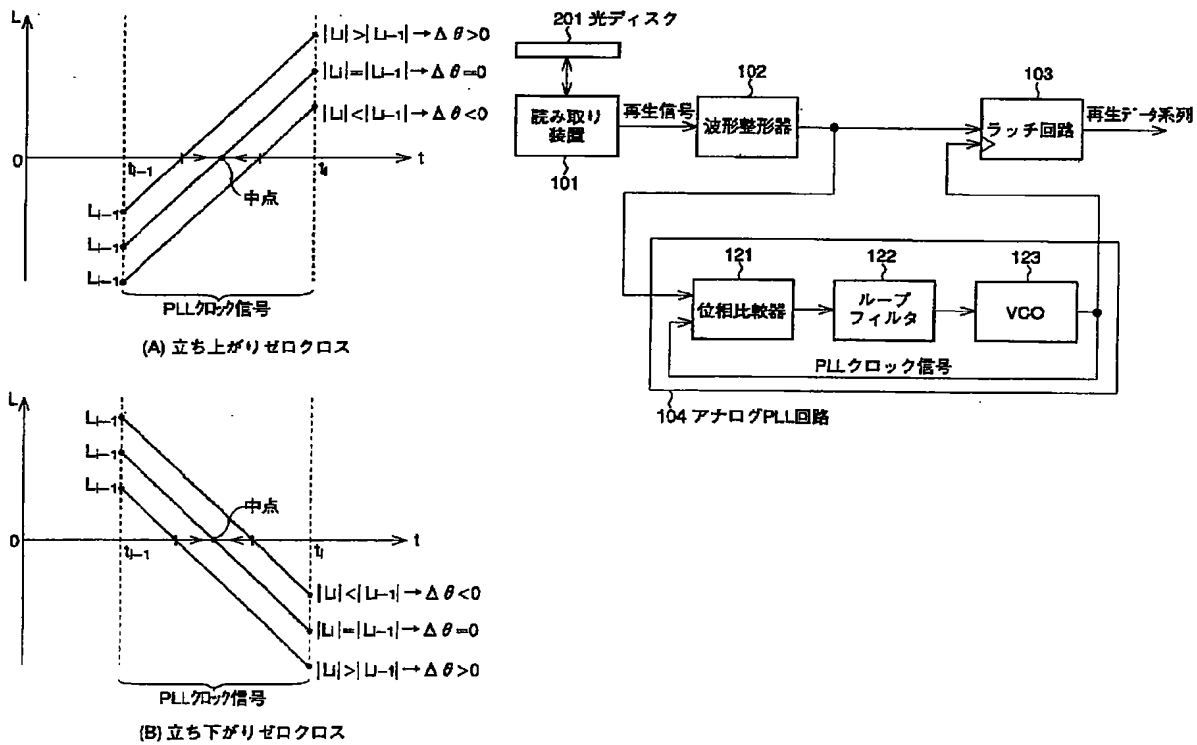 L
|Li|>|Li-1|→Δθ>0
|Li|=|Li-1|→Δθ=0
|Li|<|Li-1|→Δθ<0
0
ti-1
ti
t
中点
Li-1
Li-1
Li-1
PLLクロック信号
(A) 立ち上がりゼロクロス
L
Li-1
Li-1
Li-1
中点
0
ti-1
ti
t
|Li|<|Li-1|→Δθ<0
|Li|=|Li-1|→Δθ=0
|Li|>|Li-1|→Δθ>0
PLLクロック信号
(B) 立ち下がりゼロクロス
201 光ディスク
読み取り
装置
101
再生信号
102
波形整形器
103
ラッチ回路
再生データ系列
121
位相比較器
122
ループ
フィルタ
123
VCO
PLLクロック信号
104 アナログPLL回路